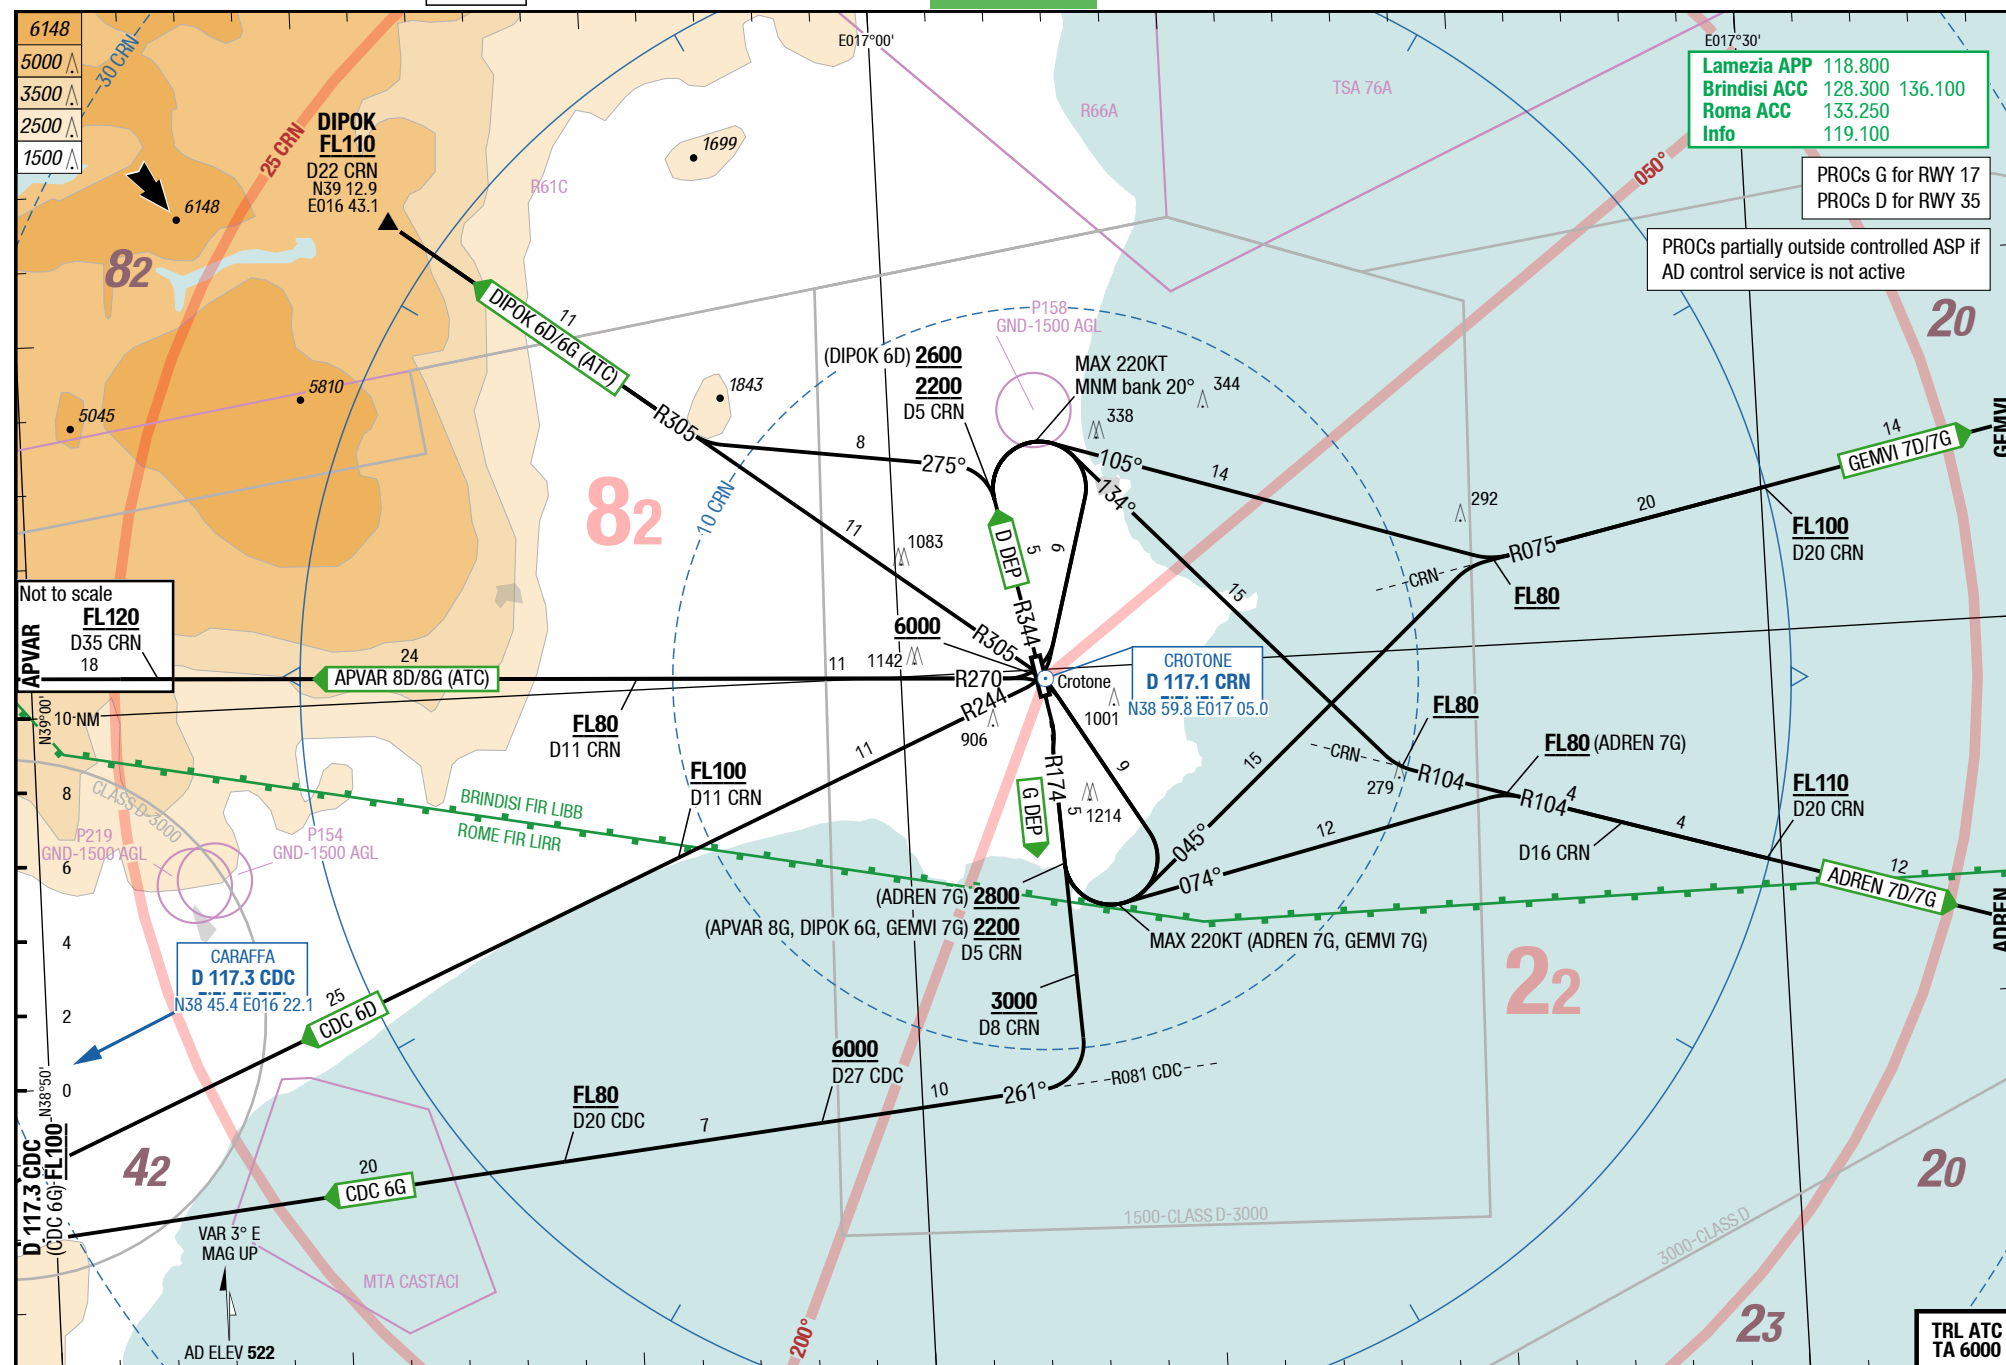 6148
5000
3500
2500
1500
30 CRN
25 CRN
6148
82
DIPOK
FL110
D22 CRN
N39 12.9
E016 43.1
1699
R61C
E017°00'
R66A
TSA 76A
E017°30'
050°
Lamezia APP 118.800
Brindisi ACC 128.300 136.100
Roma ACC 133.250
Info 119.100
PROCs G for RWY 17
PROCs D for RWY 35
PROCs partially outside controlled ASP if
AD control service is not active
20
11
DIPOK 6D/6G (ATC)
5810
5045
1843
R305
8
275°
82
10 CRN
11
1083
P158
GND-1500 AGL
(DIPOK 6D) 2600
2200
D5 CRN
MAX 220KT
MNM bank 20°
344
338
105°
134°
14
292
14
GEMVI 7D/7G
GEMVI
20
R075
FL100
D20 CRN
CRN
FL80
15
D DEP
5
6
R344
Not to scale
FL120
D35 CRN
18
APVAR
24
APVAR 8D/8G (ATC)
6000
1142
11
R305
R270
R244
Crotone
CROTONE
D 117.1 CRN
N38 59.8 E017 05.0
1001
906
FL80
D11 CRN
11
FL100
D11 CRN
N39°00'
10 NM
8
6
4
2
0
CLASS D-3000
BRINDISI FIR LIBB
ROME FIR LIRR
P219
GND-1500 AGL
P154
GND-1500 AGL
R174
G DEP
5
1214
9
15
045°
074°
12
CRN
279
FL80
R104
FL80 (ADREN 7G)
R104
4
4
D16 CRN
FL110
D20 CRN
12
ADREN 7D/7G
ADREN
(ADREN 7G) 2800
(APVAR 8G, DIPOK 6G, GEMVI 7G) 2200
D5 CRN
MAX 220KT (ADREN 7G, GEMVI 7G)
3000
D8 CRN
22
CARAFFA
D 117.3 CDC
N38 45.4 E016 22.1
25
CDC 6D
6000
D27 CDC
10
261°
R081 CDC
FL80
D20 CDC
7
20
CDC 6G
N38°50'
D 117.3 CDC
(CDC 6G) FL100
42
VAR 3° E
MAG UP
AD ELEV 522
MTA CASTACI
200°
1500-CLASS D-3000
3000-CLASS D
20
23
TRL ATC
TA 6000